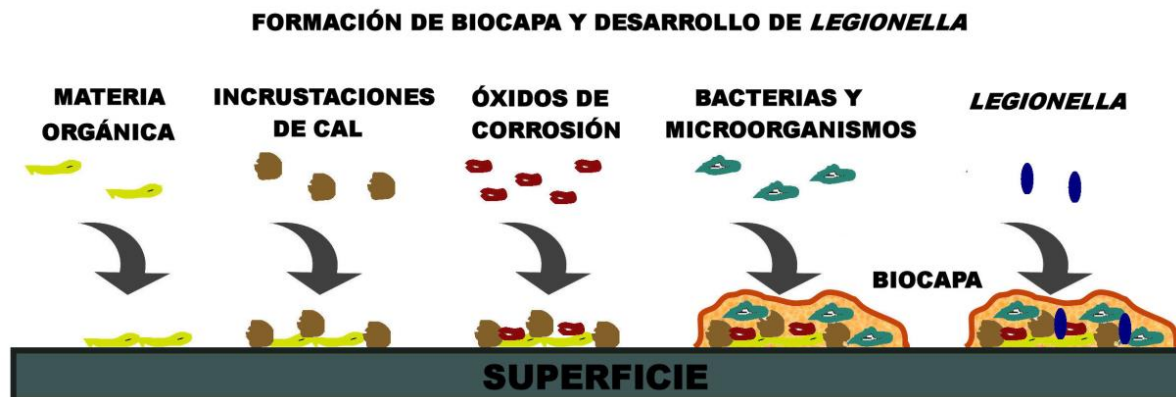 FORMACIÓN DE BIOCAPA Y DESARROLLO DE LEGIONELLA
MATERIA
ORGÁNICA
INCRUSTACIONES
DE CAL
ÓXIDOS DE
CORROSIÓN
BACTERIAS Y
MICROORGANISMOS
LEGIONELLA
BIOCAPA
SUPERFICIE